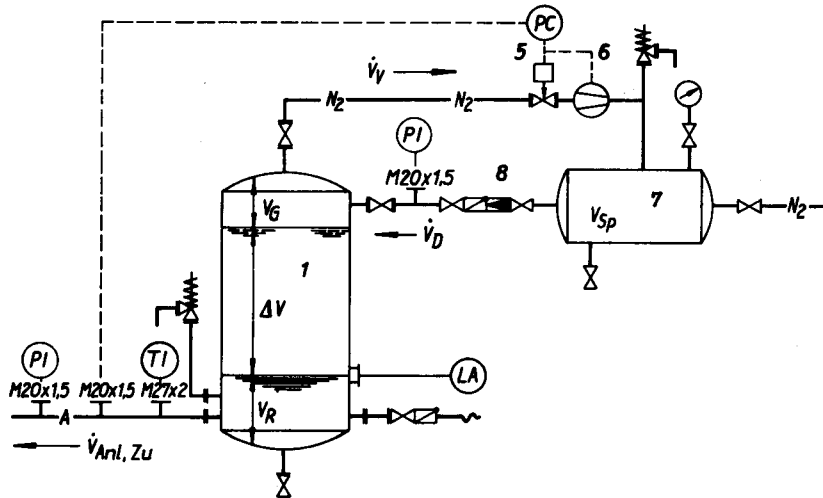 PC
5 6
V̇V
N2 N2
PI
M20x1,5
8
7
VSp
N2
VG
V̇D
1
ΔV
PI
TI
M20x1,5 M20x1,5 M27x2
LA
A
VR
V̇Anl, Zu